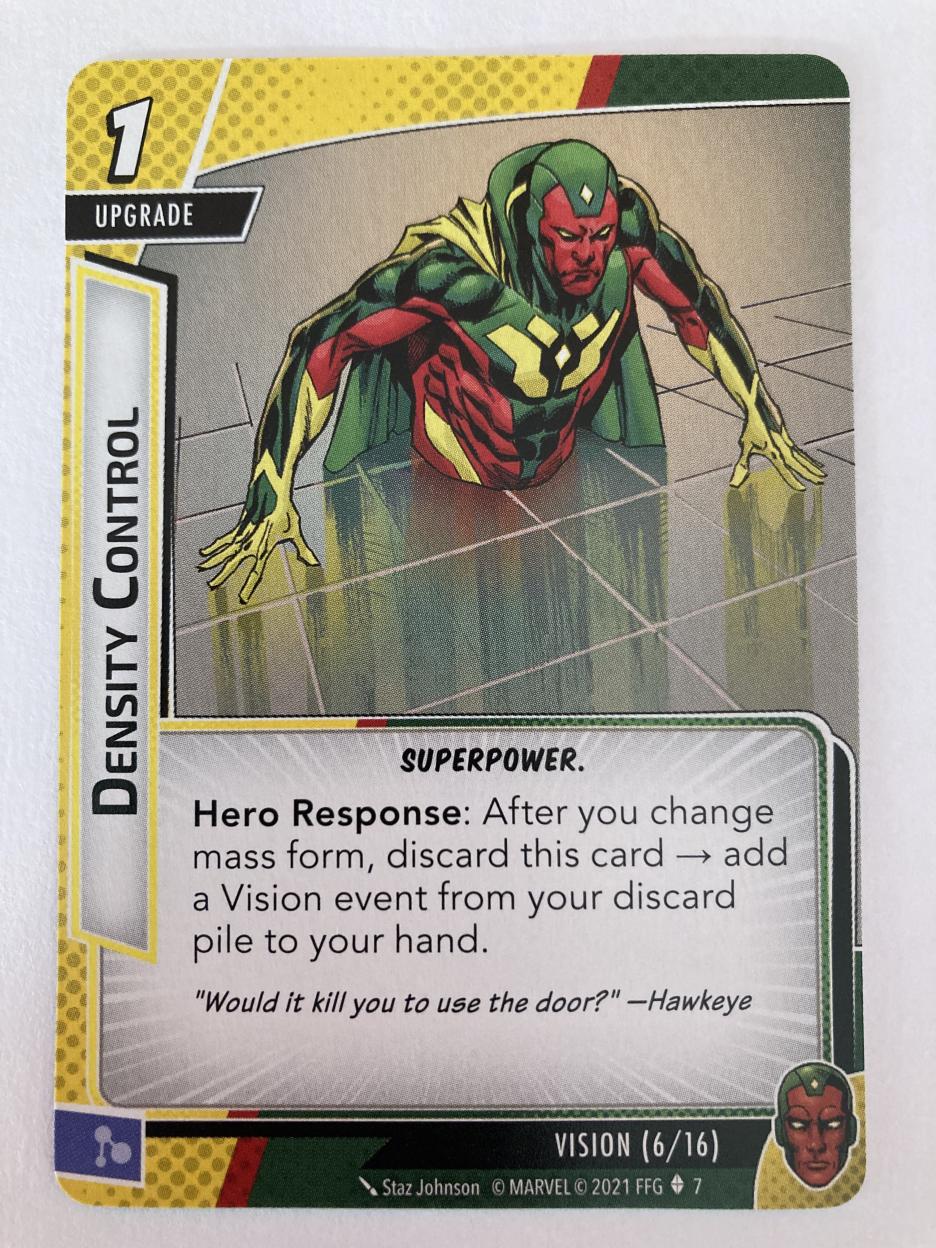 1
UPGRADE
DENSITY CONTROL
SUPERPOWER.
Hero Response: After you change
mass form, discard this card → add
a Vision event from your discard
pile to your hand.
"Would it kill you to use the door?" —Hawkeye
VISION (6/16)
Staz Johnson © MARVEL © 2021 FFG 7